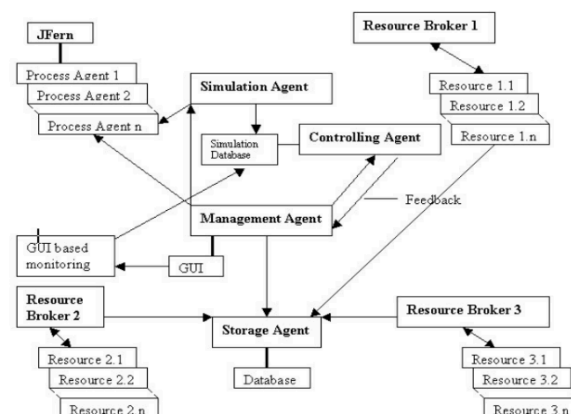 JFern
Process Agent 1
Process Agent 2
Process Agent n
Resource Broker 1
Resource 1.1
Resource 1.2
Resource 1.n
Simulation Agent
Simulation
Database
Controlling Agent
Feedback
Management Agent
GUI
GUI based
monitoring
Resource
Broker 2
Resource 2.1
Resource 2.2
Resource 2.n
Storage Agent
Database
Resource Broker 3
Resource 3.1
Resource 3.2
Resource 3.n